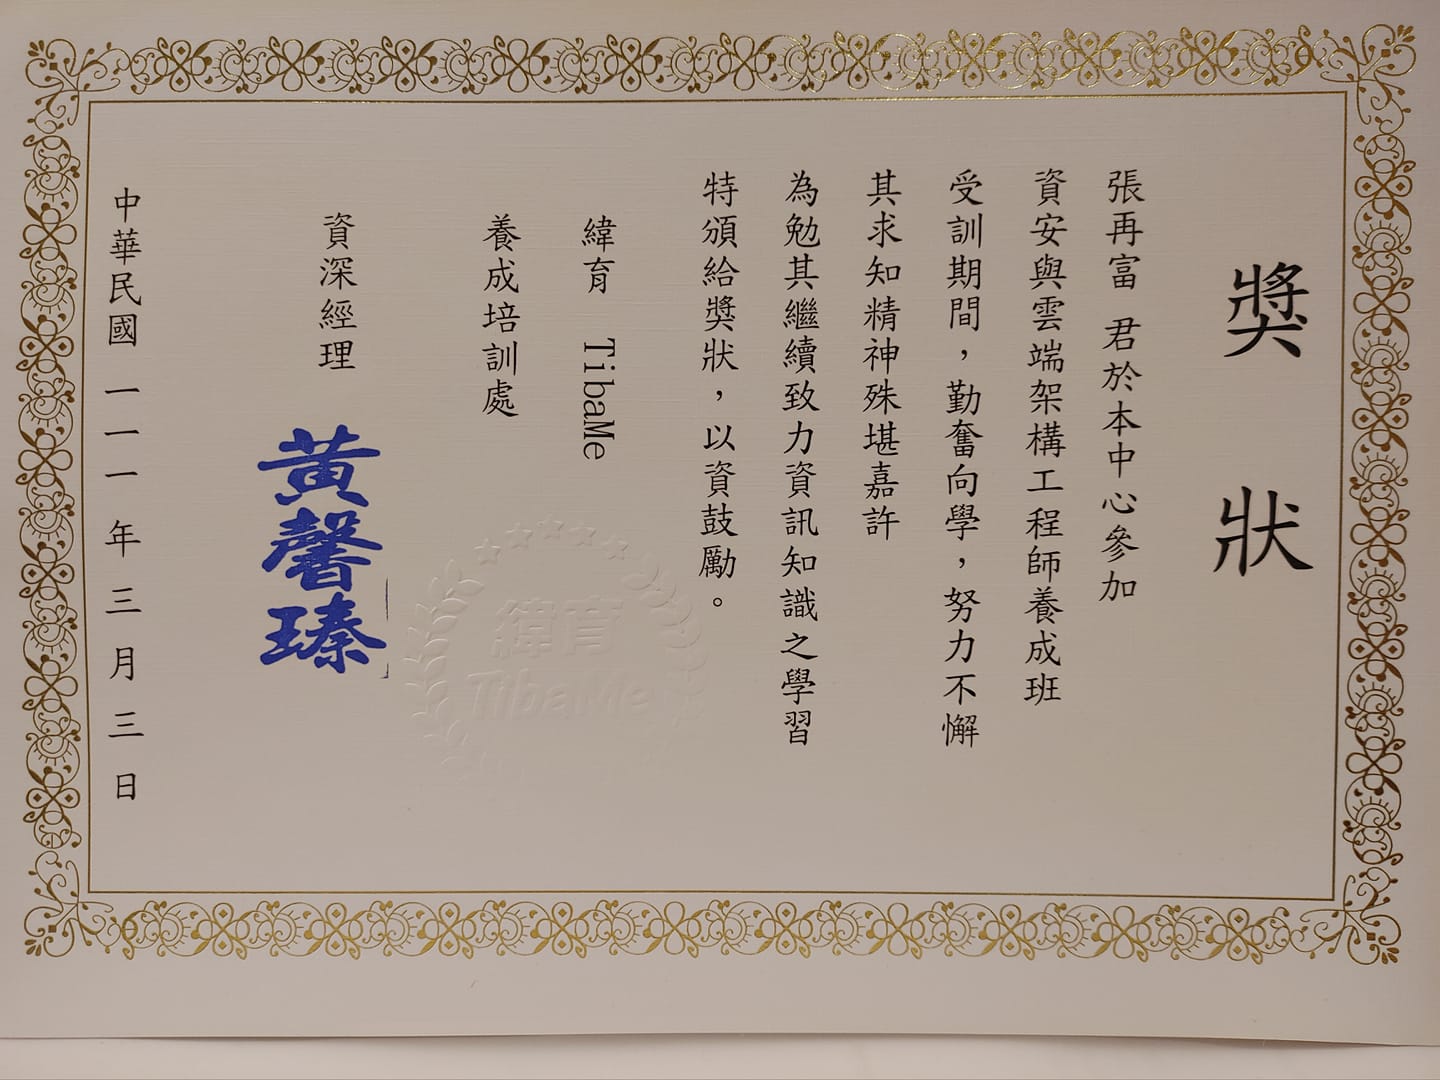 獎狀
張再富 君於本中心參加
資安與雲端架構工程師養成班
受訓期間，勤奮向學，努力不懈
其求知精神殊堪嘉許
為勉其繼續致力資訊知識之學習
特頒給獎狀，以資鼓勵。
緯育 TibaMe
養成培訓處
緯育
TibaMe
資深經理
黃馨瑧
中華民國 一一一 年 三 月 三 日